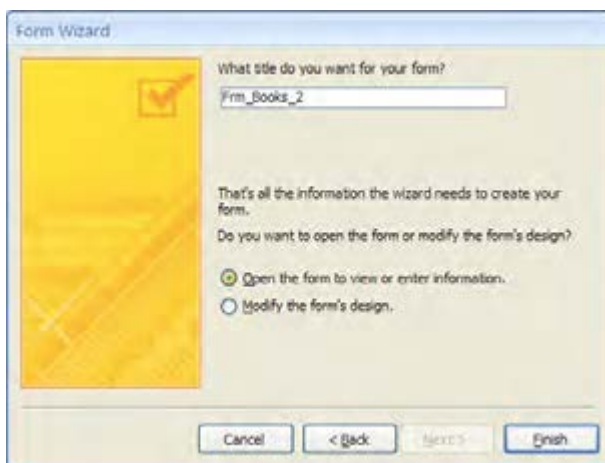 Form Wizard
What title do you want for your form?
Frm_Books_2
That's all the information the wizard needs to create your
form.
Do you want to open the form or modify the form's design?
Open the form to view or enter information.
Modify the form's design.
Cancel
< Back
Next >
Finish